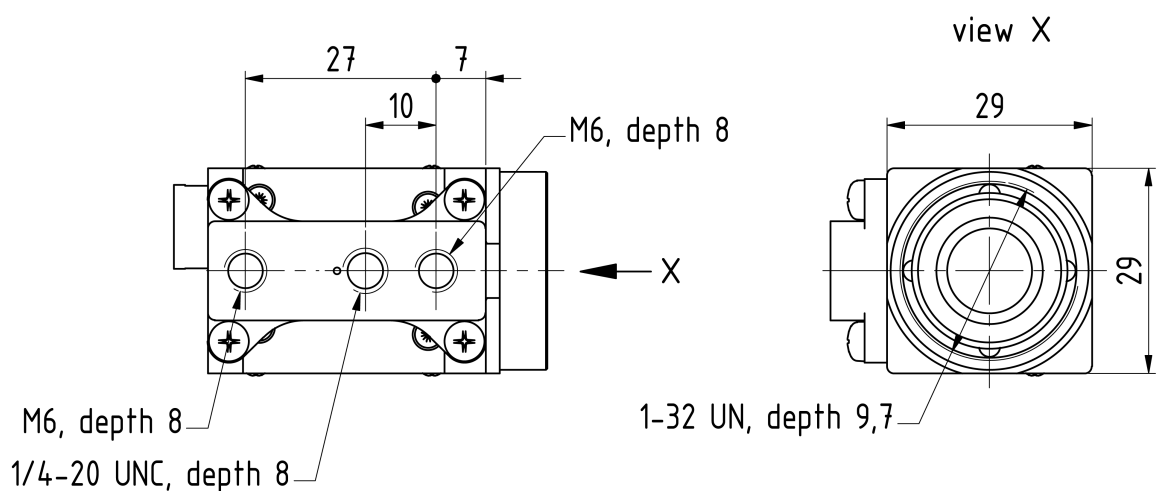 view X
27
7
10
M6, depth 8
29
X
29
M6, depth 8
1/4-20 UNC, depth 8
1-32 UN, depth 9,7